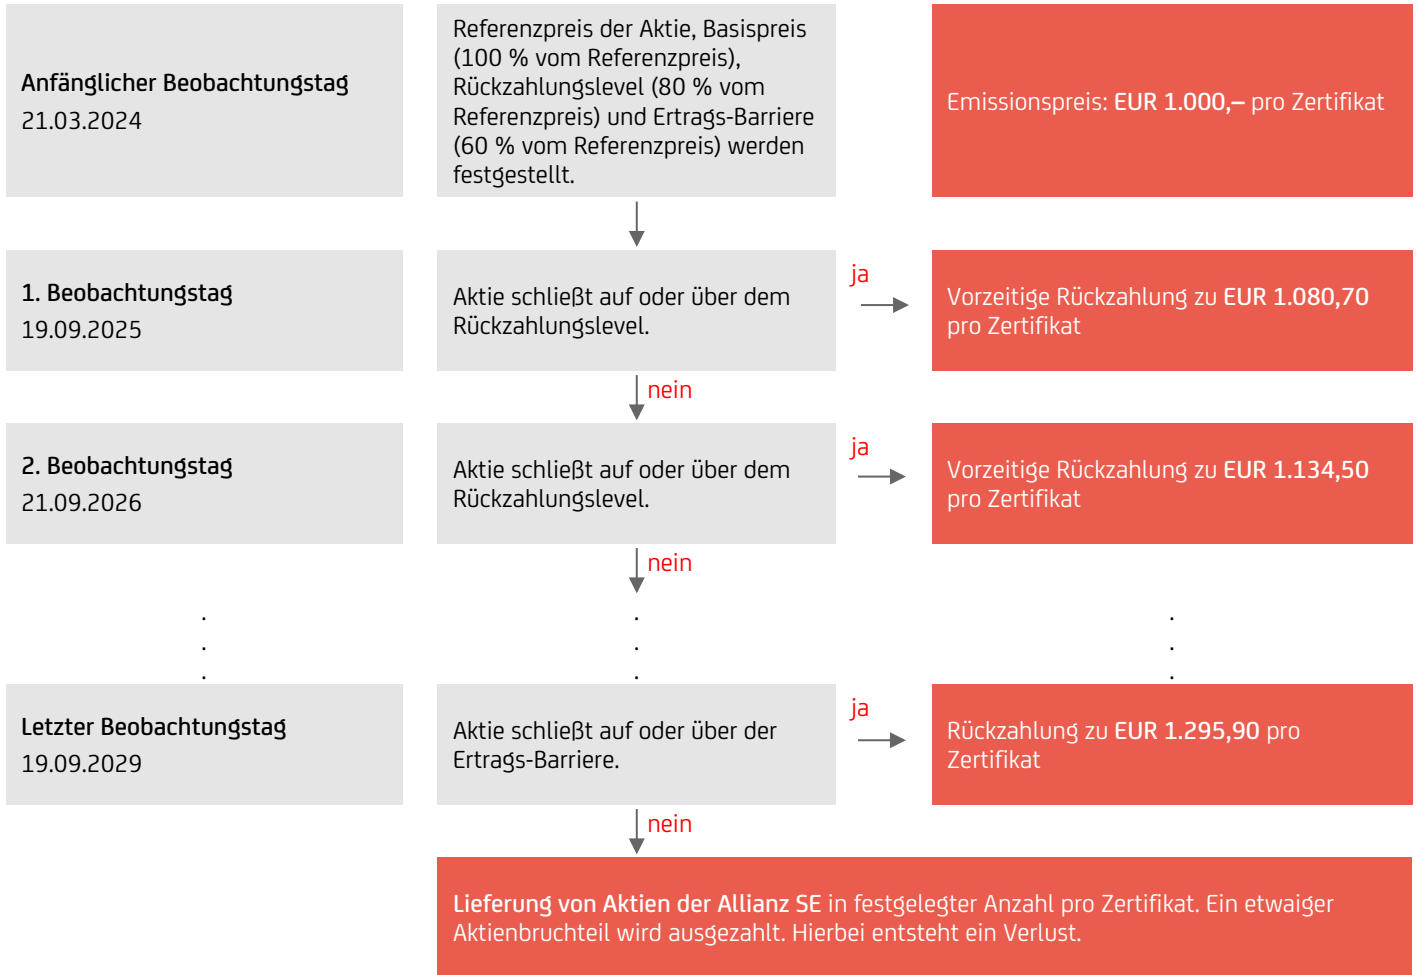 Anfänglicher Beobachtungstag
21.03.2024
Referenzpreis der Aktie, Basispreis
(100 % vom Referenzpreis),
Rückzahlungslevel (80 % vom
Referenzpreis) und Ertrags-Barriere
(60 % vom Referenzpreis) werden
festgestellt.
Emissionspreis: EUR 1.000,– pro Zertifikat
1. Beobachtungstag
19.09.2025
Aktie schließt auf oder über dem
Rückzahlungslevel.
ja
Vorzeitige Rückzahlung zu EUR 1.080,70
pro Zertifikat
nein
2. Beobachtungstag
21.09.2026
Aktie schließt auf oder über dem
Rückzahlungslevel.
ja
Vorzeitige Rückzahlung zu EUR 1.134,50
pro Zertifikat
nein
Letzter Beobachtungstag
19.09.2029
Aktie schließt auf oder über der
Ertrags-Barriere.
ja
Rückzahlung zu EUR 1.295,90 pro
Zertifikat
nein
Lieferung von Aktien der Allianz SE in festgelegter Anzahl pro Zertifikat. Ein etwaiger
Aktienbruchteil wird ausgezahlt. Hierbei entsteht ein Verlust.